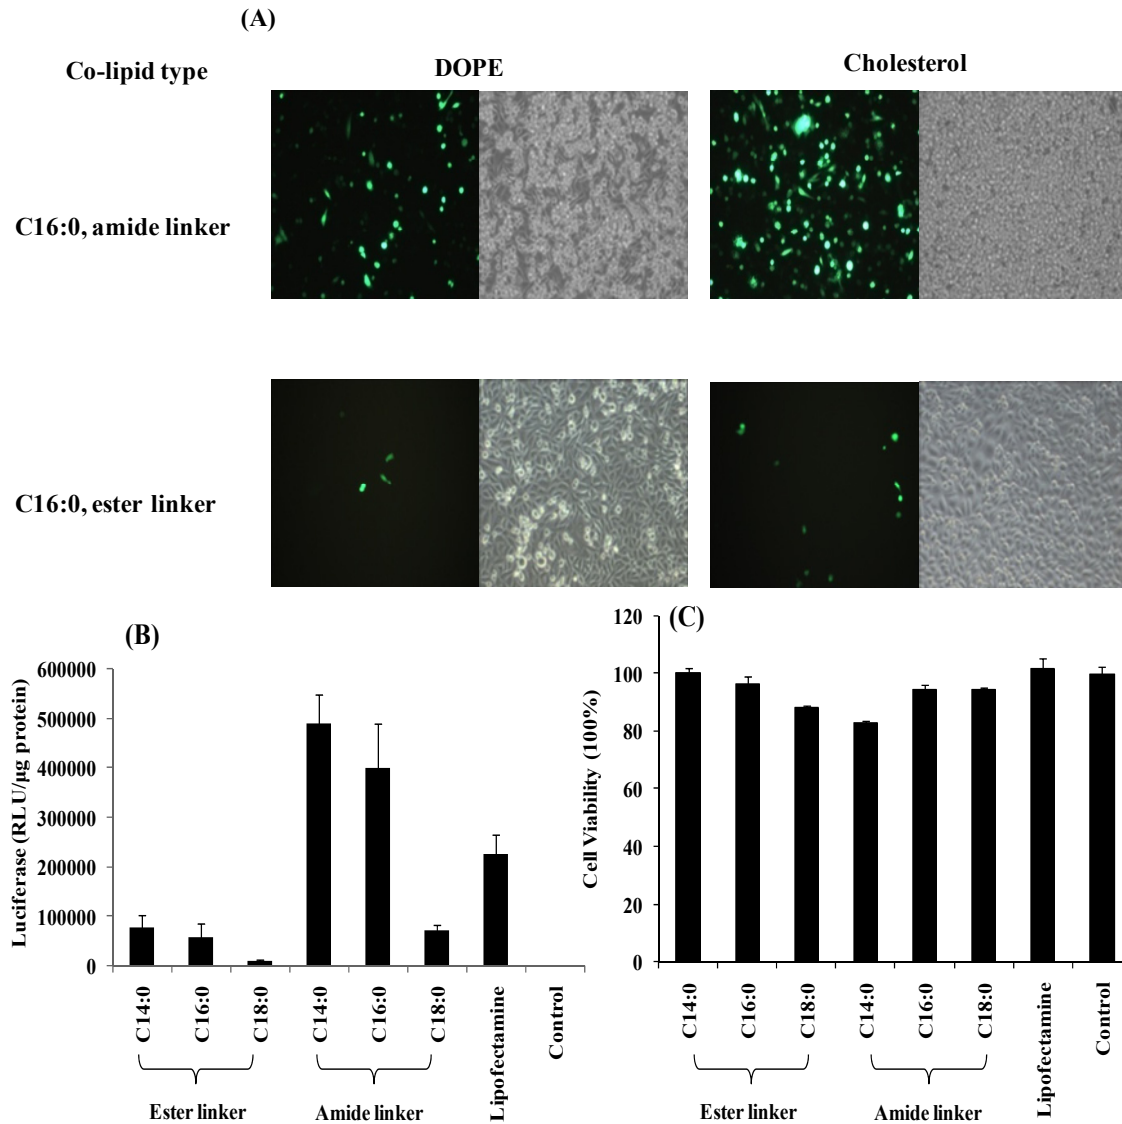 (A)
Co-lipid type
DOPE
Cholesterol
C16:0, amide linker
C16:0, ester linker
(B)
Luciferase (RLU/µg protein)
600000
500000
400000
300000
200000
100000
0
C14:0
C16:0
C18:0
C14:0
C16:0
C18:0
Lipofectamine
Control
Ester linker
Amide linker
(C)
Cell Viability (100%)
120
100
80
60
40
20
0
C14:0
C16:0
C18:0
C14:0
C16:0
C18:0
Lipofectamine
Control
Ester linker
Amide linker